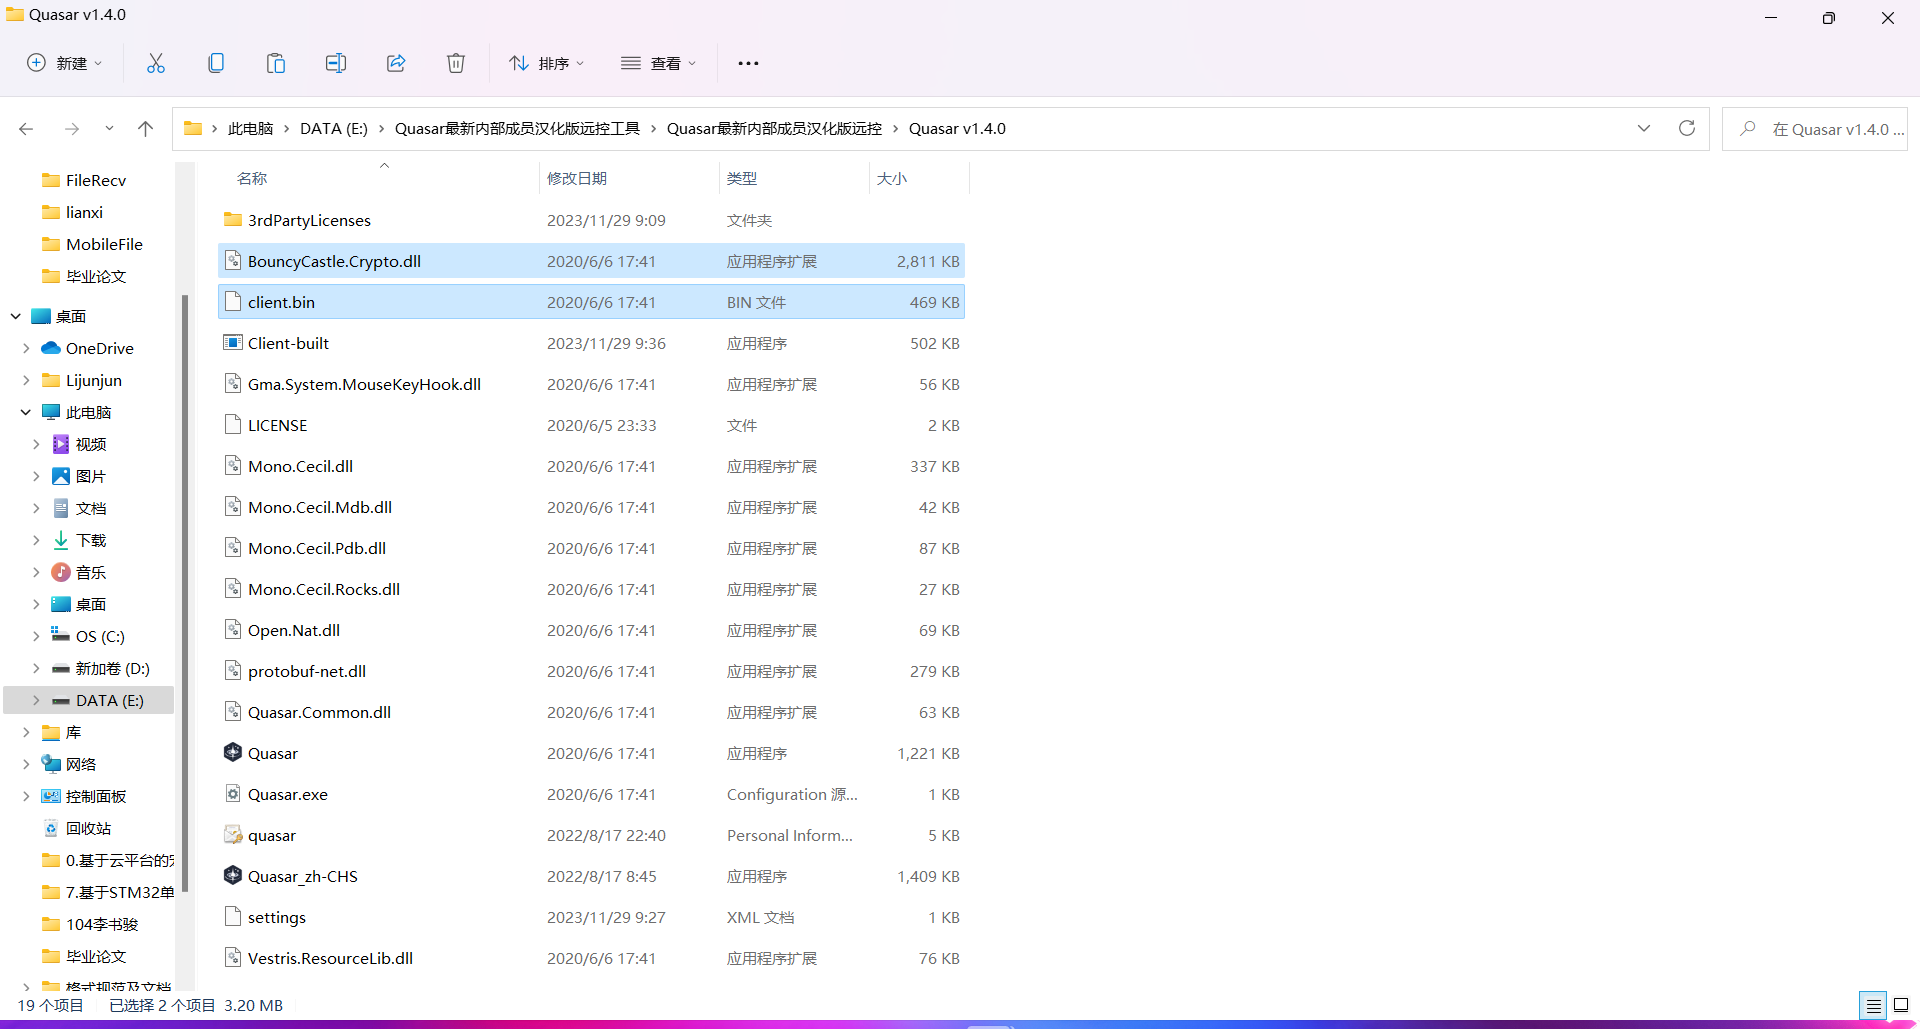 Quasar v1.4.0
新建
排序
查看
此电脑 DATA (E:) Quasar最新内部成员汉化版远控工具 Quasar最新内部成员汉化版远控 Quasar v1.4.0
在 Quasar v1.4.0 ...
FileRecv
lianxi
MobileFile
毕业论文
桌面
OneDrive
Lijunjun
此电脑
视频
图片
文档
下载
音乐
桌面
OS (C:)
新加卷 (D:)
DATA (E:)
库
网络
控制面板
回收站
0.基于云平台的
7.基于STM32单
104李书骏
毕业论文
格式规范及文档
名称 修改日期 类型 大小
3rdPartyLicenses 2023/11/29 9:09 文件夹
BouncyCastle.Crypto.dll 2020/6/6 17:41 应用程序扩展 2,811 KB
client.bin 2020/6/6 17:41 BIN 文件 469 KB
Client-built 2023/11/29 9:36 应用程序 502 KB
Gma.System.MouseKeyHook.dll 2020/6/6 17:41 应用程序扩展 56 KB
LICENSE 2020/6/5 23:33 文件 2 KB
Mono.Cecil.dll 2020/6/6 17:41 应用程序扩展 337 KB
Mono.Cecil.Mdb.dll 2020/6/6 17:41 应用程序扩展 42 KB
Mono.Cecil.Pdb.dll 2020/6/6 17:41 应用程序扩展 87 KB
Mono.Cecil.Rocks.dll 2020/6/6 17:41 应用程序扩展 27 KB
Open.Nat.dll 2020/6/6 17:41 应用程序扩展 69 KB
protobuf-net.dll 2020/6/6 17:41 应用程序扩展 279 KB
Quasar.Common.dll 2020/6/6 17:41 应用程序扩展 63 KB
Quasar 2020/6/6 17:41 应用程序 1,221 KB
Quasar.exe 2020/6/6 17:41 Configuration 源... 1 KB
quasar 2022/8/17 22:40 Personal Inform... 5 KB
Quasar_zh-CHS 2022/8/17 8:45 应用程序 1,409 KB
settings 2023/11/29 9:27 XML 文档 1 KB
Vestris.ResourceLib.dll 2020/6/6 17:41 应用程序扩展 76 KB
19 个项目 已选择 2 个项目 3.20 MB